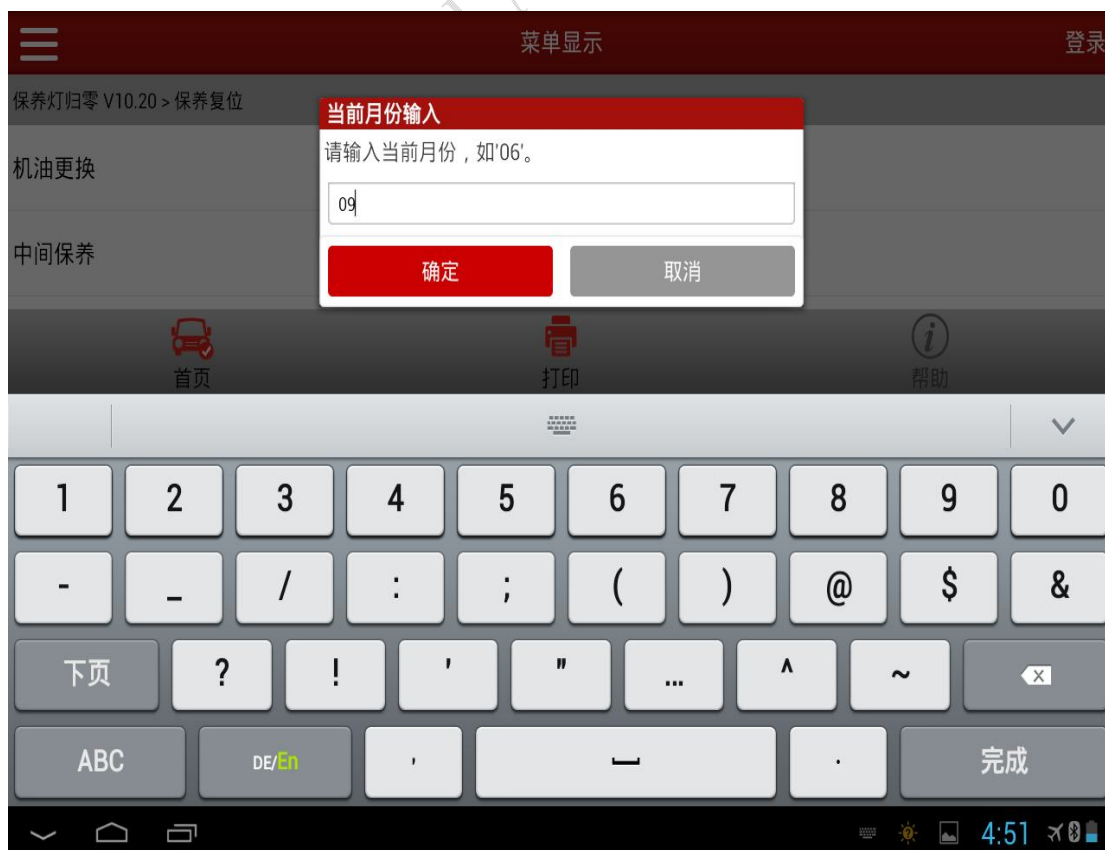 菜单显示
登录
保养灯归零 V10.20 > 保养复位
当前月份输入
请输入当前月份，如'06'。
机油更换
09
中间保养
确定
取消
首页
打印
帮助
1 2 3 4 5 6 7 8 9 0
- _ / : ; ( ) @ $ &
下页 ? ! ' " ... ^ ~
ABC DE/En , . 完成
4:51